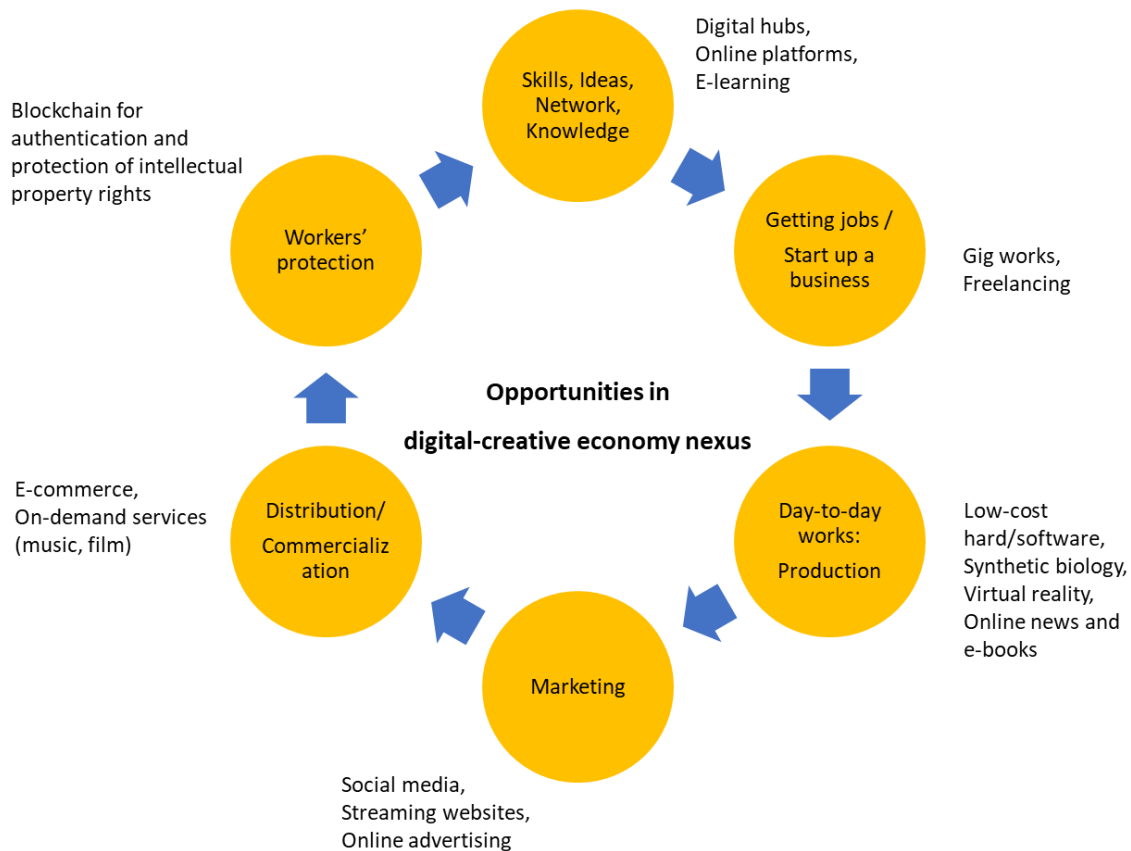 Digital hubs,
Online platforms,
E-learning
Skills, Ideas,
Network,
Knowledge
Blockchain for
authentication and
protection of intellectual
property rights
Workers’
protection
Getting jobs /
Start up a
business
Gig works,
Freelancing
Opportunities in
digital-creative economy nexus
E-commerce,
On-demand services
(music, film)
Distribution/
Commercializ
ation
Day-to-day
works:
Production
Low-cost
hard/software,
Synthetic biology,
Virtual reality,
Online news and
e-books
Marketing
Social media,
Streaming websites,
Online advertising